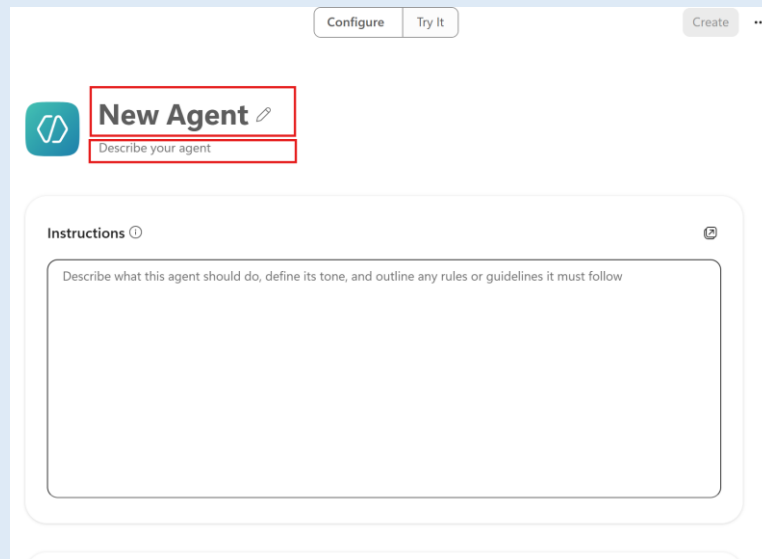 Configure
Try It
Create
New Agent
Describe your agent
Instructions
Describe what this agent should do, define its tone, and outline any rules or guidelines it must follow